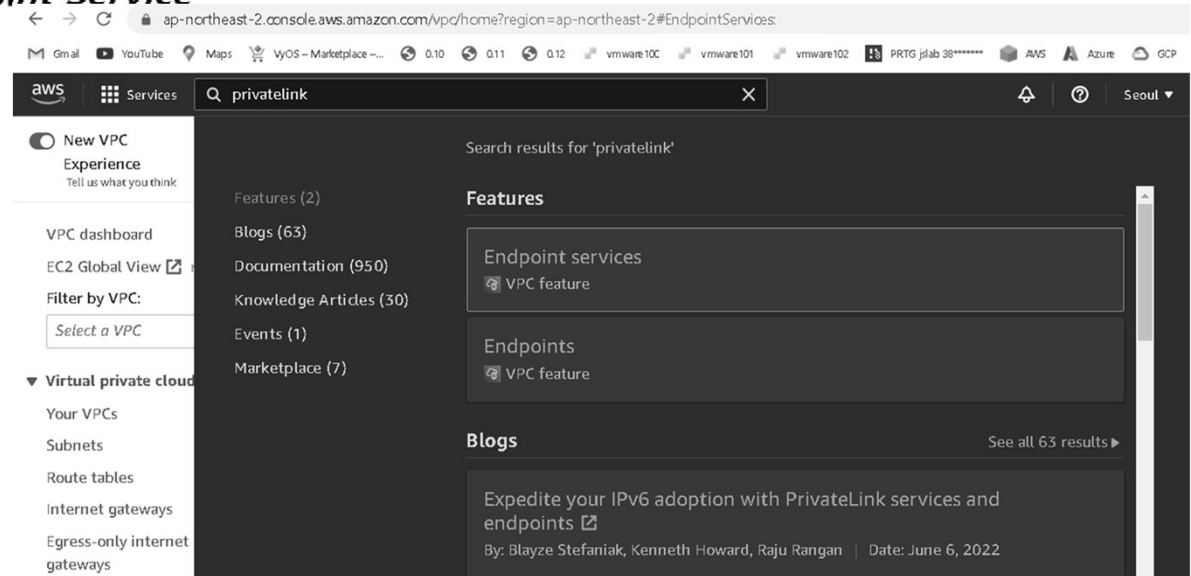 ap-northeast-2.console.aws.amazon.com/vpc/home?region=ap-northeast-2#EndpointServices:
Gmail YouTube Maps VyOS – Marketplace –... 0.10 0.11 0.12 vmware100 vmware101 vmware102 PRTG jslab 38******* AWS Azure GCP
aws Services privatelink Seoul
New VPC
Experience
Tell us what you think
VPC dashboard
EC2 Global View
Filter by VPC:
Select a VPC
Virtual private cloud
Your VPCs
Subnets
Route tables
Internet gateways
Egress-only internet
gateways
Search results for 'privatelink'
Features (2)
Blogs (63)
Documentation (950)
Knowledge Articles (30)
Events (1)
Marketplace (7)
Features
Endpoint services
VPC feature
Endpoints
VPC feature
Blogs
See all 63 results
Expedite your IPv6 adoption with PrivateLink services and
endpoints
By: Blayze Stefaniak, Kenneth Howard, Raju Rangan | Date: June 6, 2022